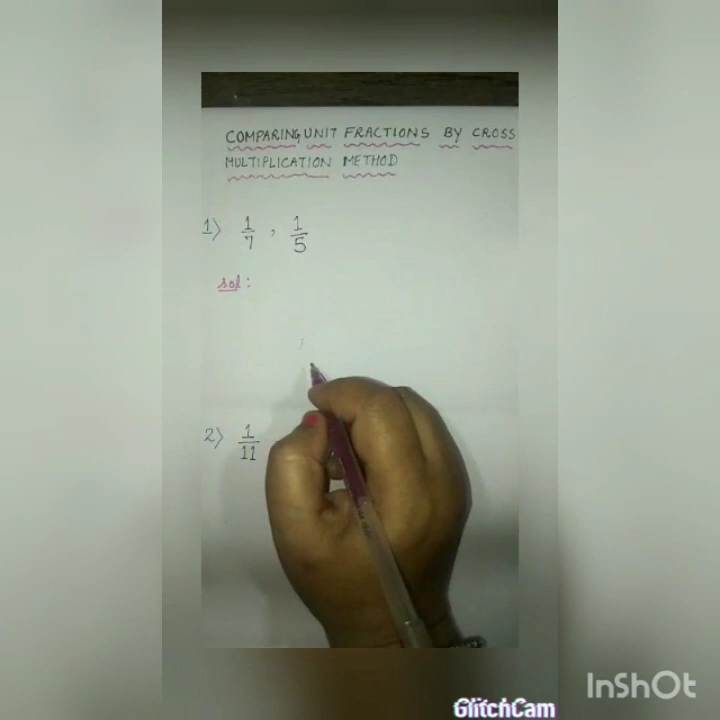 COMPARING UNIT FRACTIONS BY CROSS
MULTIPLICATION METHOD
1) 1/7 , 1/5
sol :
2) 1/11
InShOt
GlitchCam